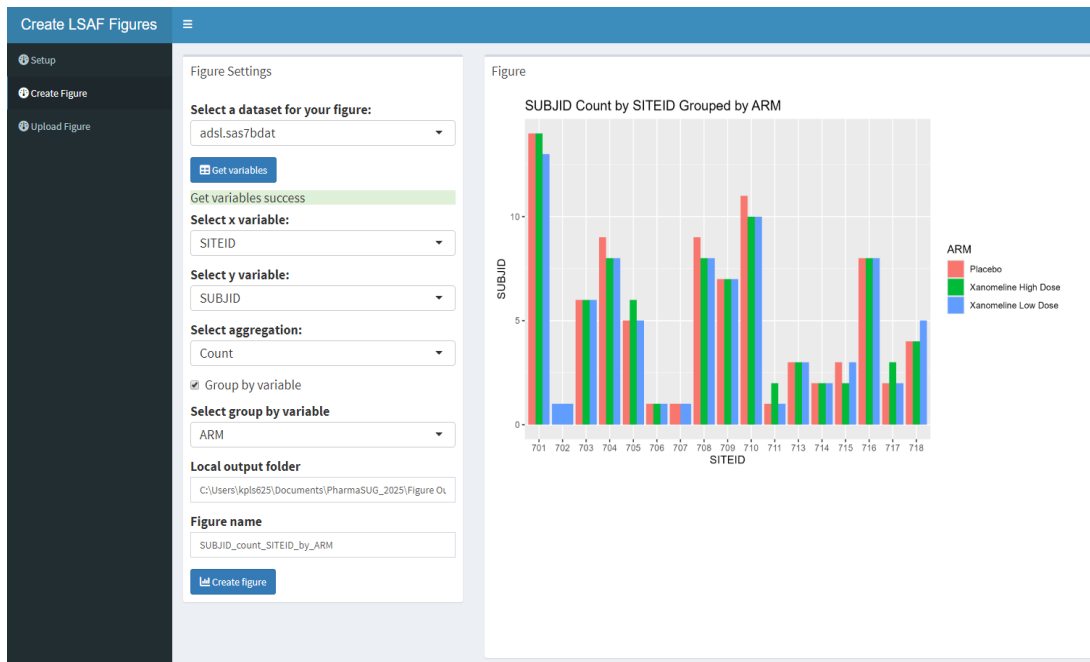 Create LSAF Figures
Setup
Create Figure
Upload Figure
Figure Settings
Select a dataset for your figure:
adsl.sas7bdat
Get variables
Get variables success
Select x variable:
SITEID
Select y variable:
SUBJID
Select aggregation:
Count
Group by variable
Select group by variable
ARM
Local output folder
C:\Users\kpls625\Documents\PharmaSUG_2025\Figure Ou
Figure name
SUBJID_count_SITEID_by_ARM
Create figure
Figure
SUBJID Count by SITEID Grouped by ARM
10
5
0
SUBJID
701 702 703 704 705 706 707 708 709 710 711 713 714 715 716 717 718
SITEID
ARM
Placebo
Xanomeline High Dose
Xanomeline Low Dose